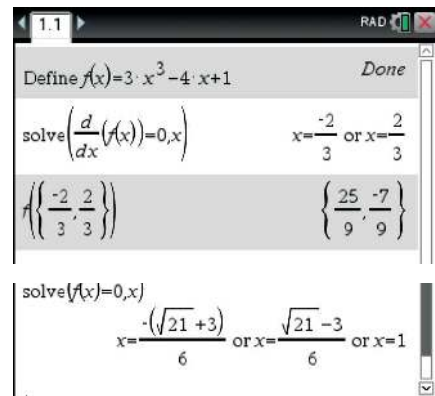 1.1 RAD
Define f(x)=3·x^3-4·x+1 Done
solve(d/dx(f(x))=0,x) x=-2/3 or x=2/3
f({-2/3,2/3}) {25/9,-7/9}
solve(f(x)=0,x)
x=-(√21+3)/6 or x=(√21-3)/6 or x=1